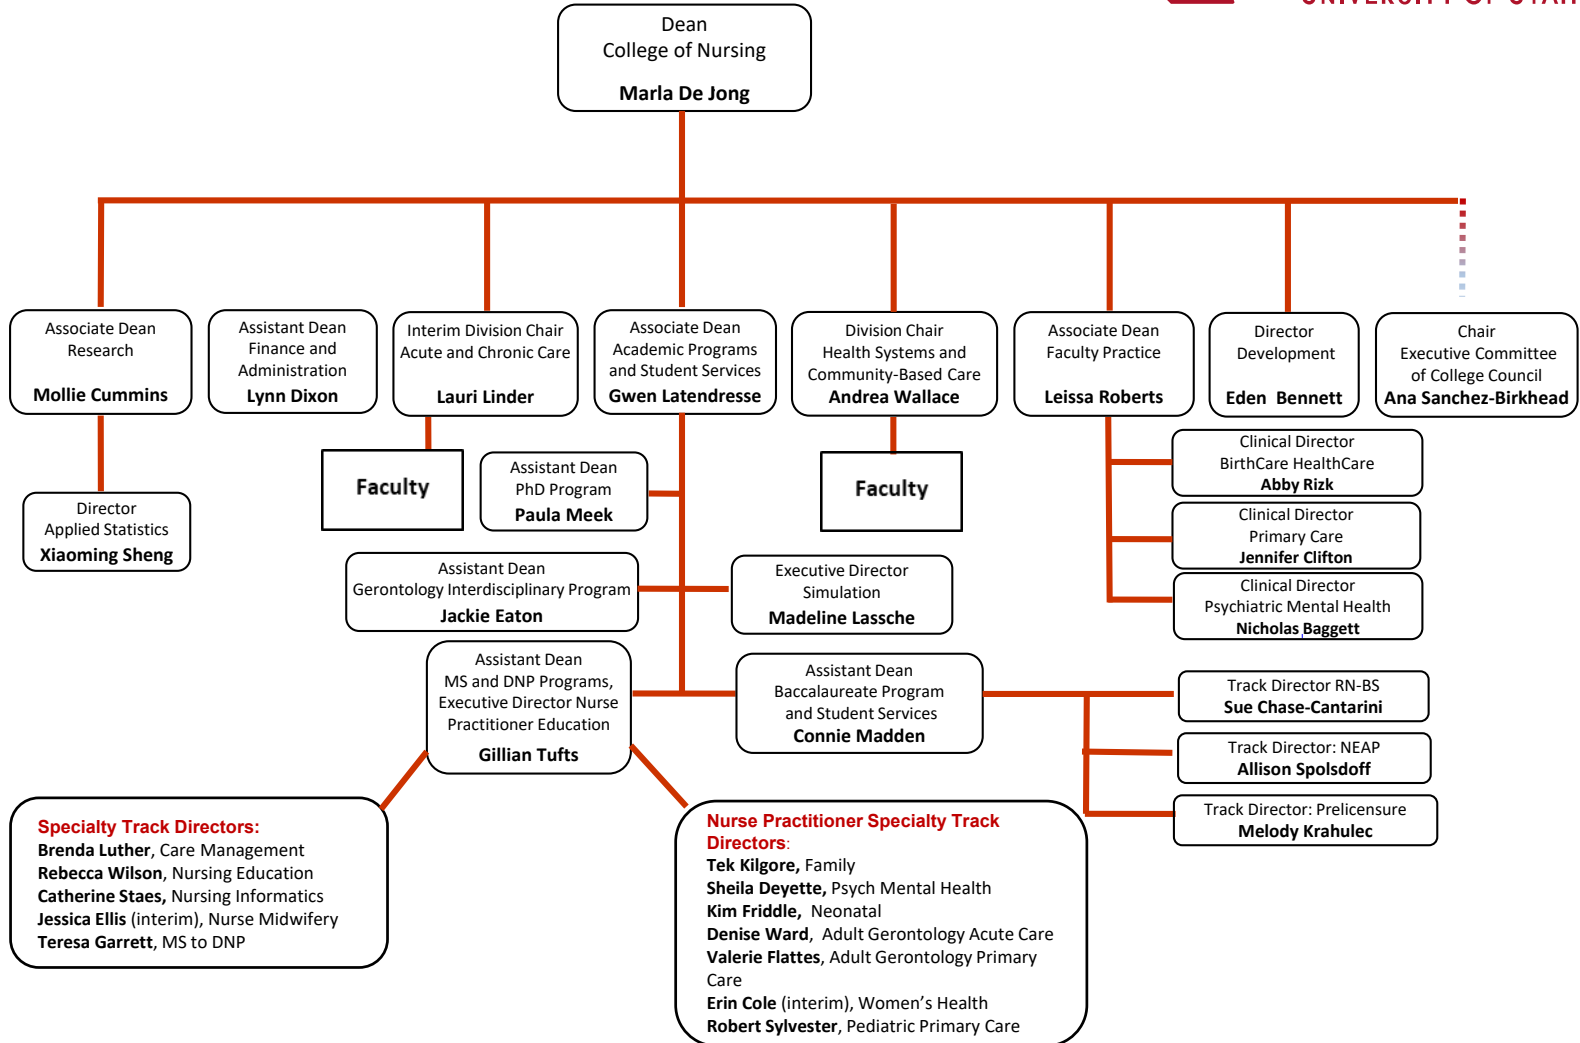 UNIVERSITY OF UTAH
Dean
College of Nursing
Marla De Jong
Associate Dean
Research
Mollie Cummins
Assistant Dean
Finance and
Administration
Lynn Dixon
Interim Division Chair
Acute and Chronic Care
Lauri Linder
Associate Dean
Academic Programs
and Student Services
Gwen Latendresse
Division Chair
Health Systems and
Community-Based Care
Andrea Wallace
Associate Dean
Faculty Practice
Leissa Roberts
Director
Development
Eden Bennett
Chair
Executive Committee
of College Council
Ana Sanchez-Birkhead
Director
Applied Statistics
Xiaoming Sheng
Faculty
Assistant Dean
PhD Program
Paula Meek
Faculty
Clinical Director
BirthCare HealthCare
Abby Rizk
Clinical Director
Primary Care
Jennifer Clifton
Clinical Director
Psychiatric Mental Health
Nicholas Baggett
Assistant Dean
Gerontology Interdisciplinary Program
Jackie Eaton
Executive Director
Simulation
Madeline Lassche
Assistant Dean
MS and DNP Programs,
Executive Director Nurse
Practitioner Education
Gillian Tufts
Assistant Dean
Baccalaureate Program
and Student Services
Connie Madden
Track Director RN-BS
Sue Chase-Cantarini
Track Director: NEAP
Allison Spolsdoff
Track Director: Prelicensure
Melody Krahulec
Specialty Track Directors:
Brenda Luther, Care Management
Rebecca Wilson, Nursing Education
Catherine Staes, Nursing Informatics
Jessica Ellis (interim), Nurse Midwifery
Teresa Garrett, MS to DNP
Nurse Practitioner Specialty Track
Directors:
Tek Kilgore, Family
Sheila Deyette, Psych Mental Health
Kim Friddle, Neonatal
Denise Ward, Adult Gerontology Acute Care
Valerie Flattes, Adult Gerontology Primary
Care
Erin Cole (interim), Women's Health
Robert Sylvester, Pediatric Primary Care